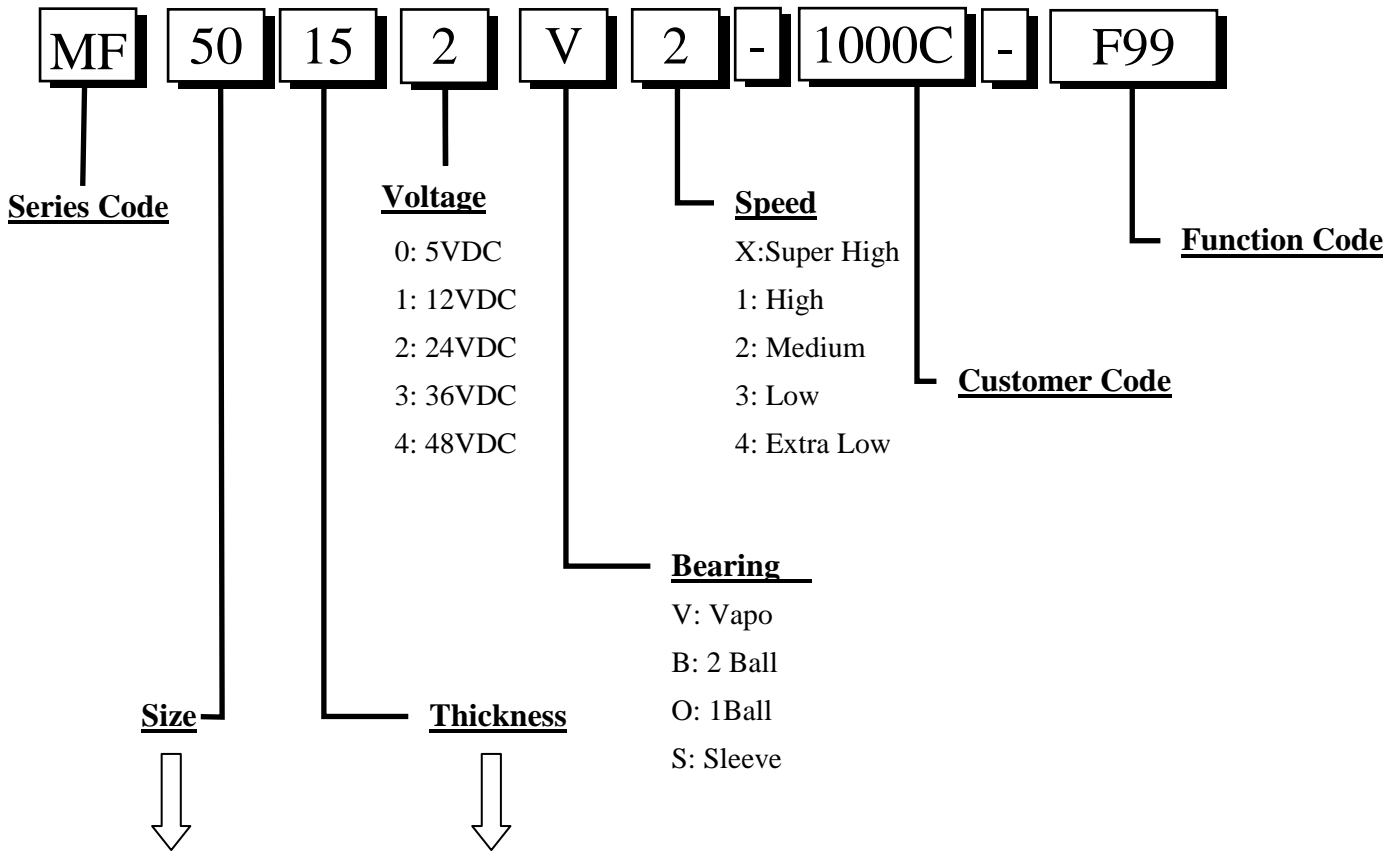 MF 50 15 2 V 2 - 1000C - F99
Series Code
Voltage
0: 5VDC
1: 12VDC
2: 24VDC
3: 36VDC
4: 48VDC
Speed
X:Super High
1: High
2: Medium
3: Low
4: Extra Low
Function Code
Customer Code
Bearing
V: Vapo
B: 2 Ball
O: 1Ball
S: Sleeve
Size
Thickness